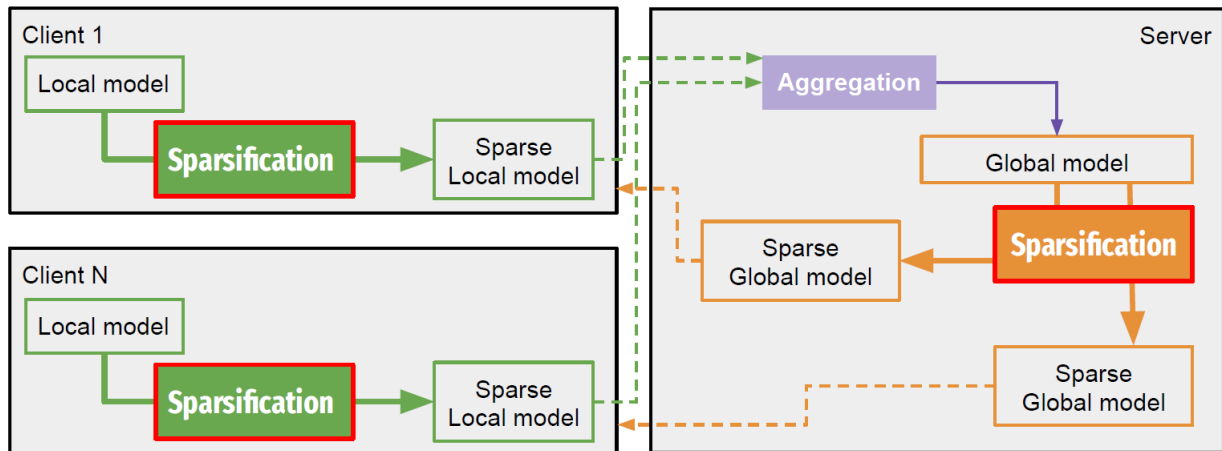 Client 1
Local model
Sparsification
Sparse
Local model
Client N
Local model
Sparsification
Sparse
Local model
Server
Aggregation
Global model
Sparsification
Sparse
Global model
Sparse
Global model